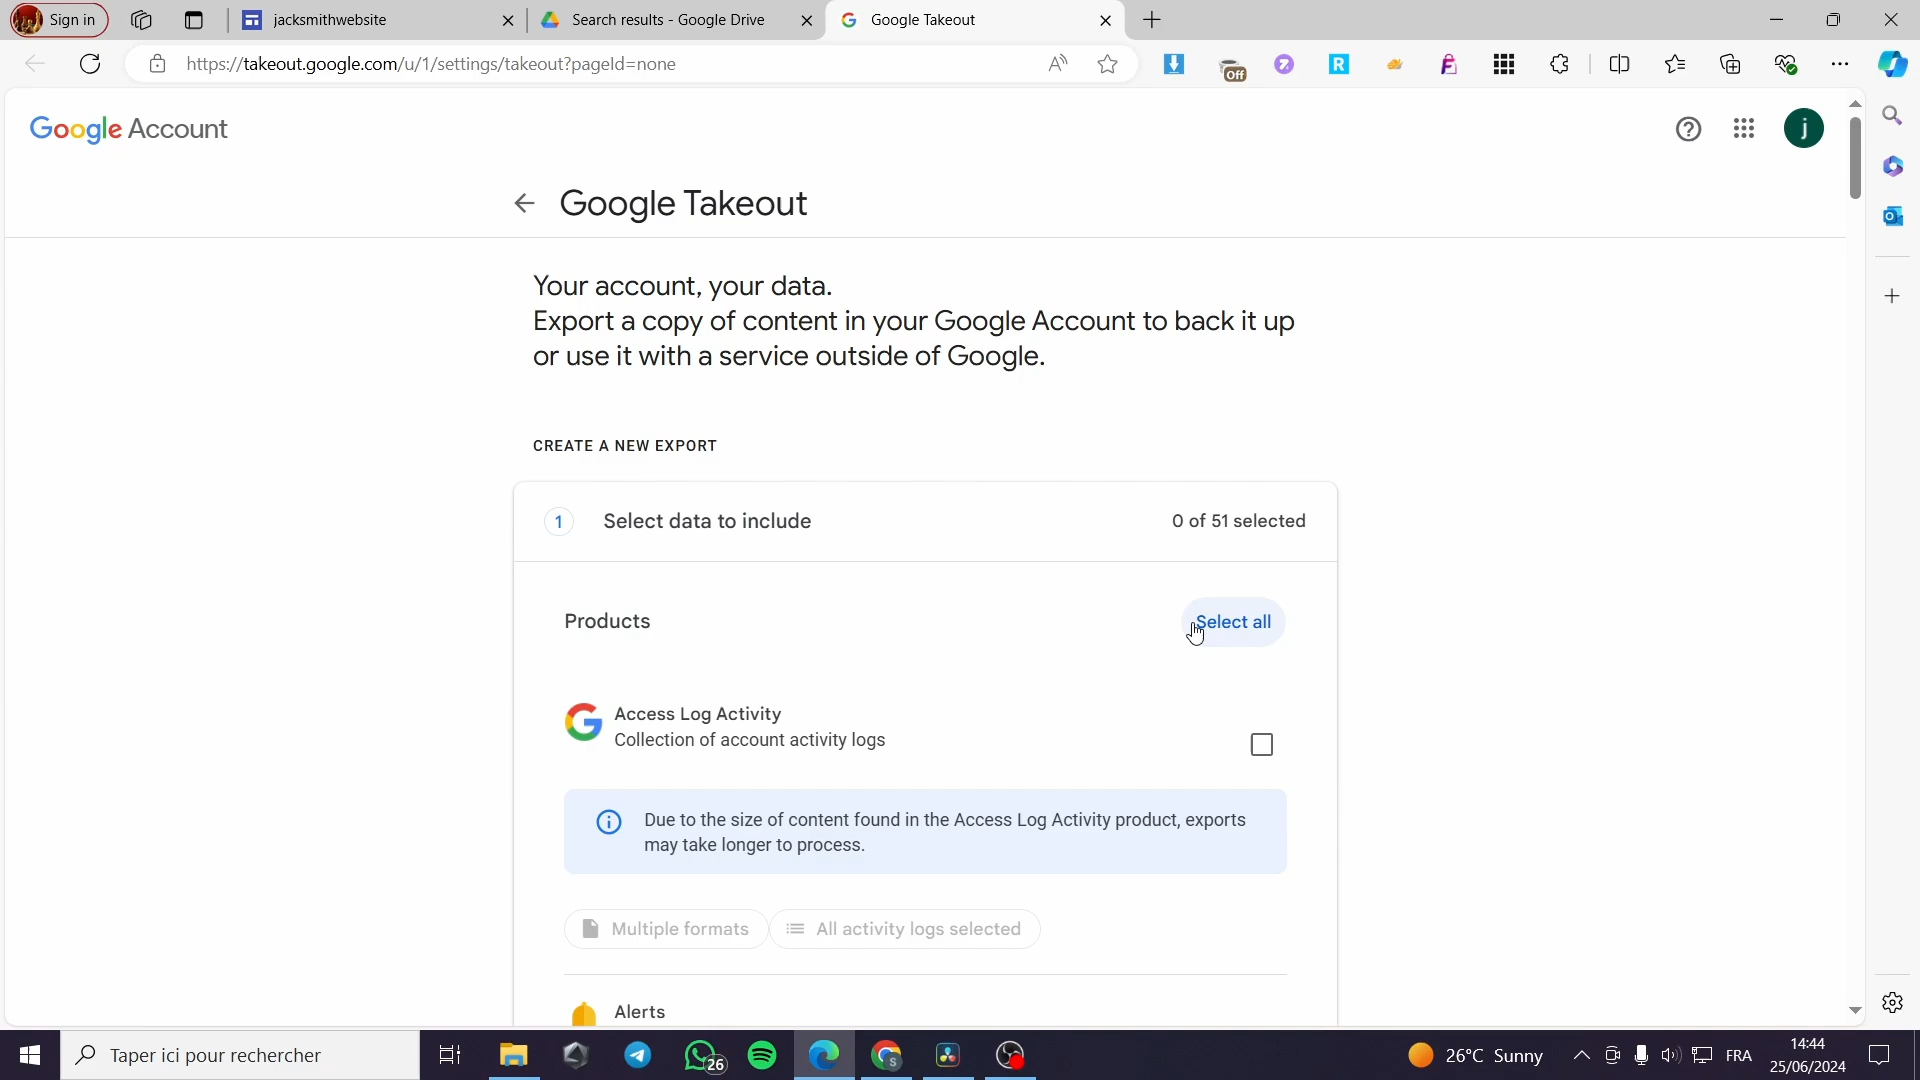 Sign in
jacksmithwebsite
Search results - Google Drive
Google Takeout
https://takeout.google.com/u/1/settings/takeout?pageId=none
A
Off
R
Google Account
j
Google Takeout
Your account, your data.
Export a copy of content in your Google Account to back it up
or use it with a service outside of Google.
CREATE A NEW EXPORT
1 Select data to include 0 of 51 selected
Products Select all
Access Log Activity
Collection of account activity logs
Due to the size of content found in the Access Log Activity product, exports
may take longer to process.
Multiple formats All activity logs selected
Alerts
Taper ici pour rechercher
26
26°C Sunny
FRA
14:44
25/06/2024